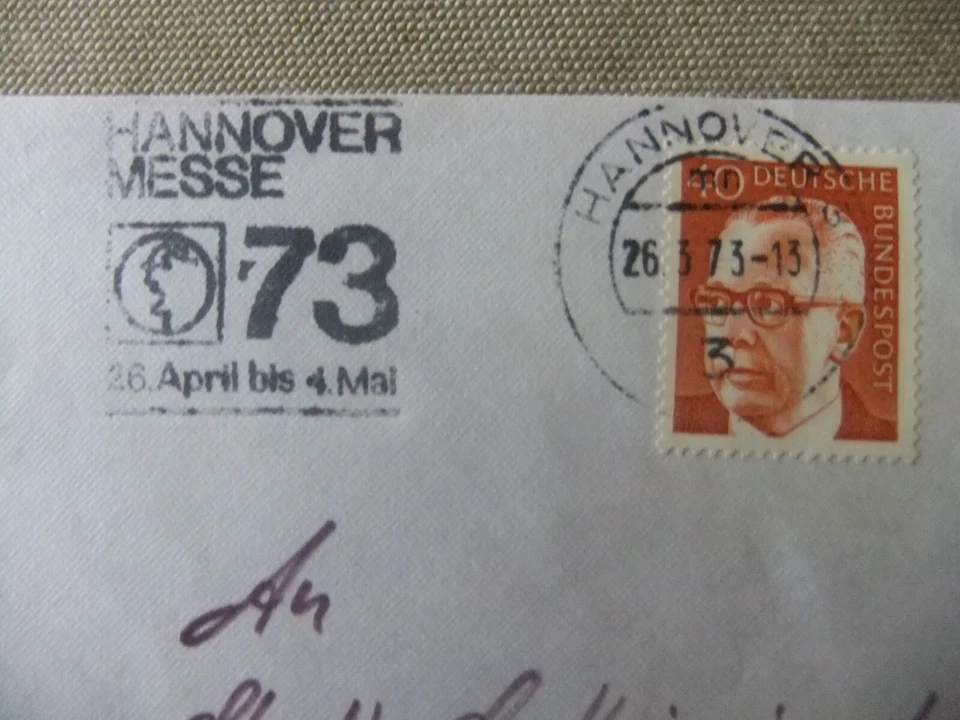 HANNOVER
MESSE
'73
26. April bis 4. Mai
HANNOVER
26.3.73-13
3
40 DEUTSCHE
BUNDESPOST
An